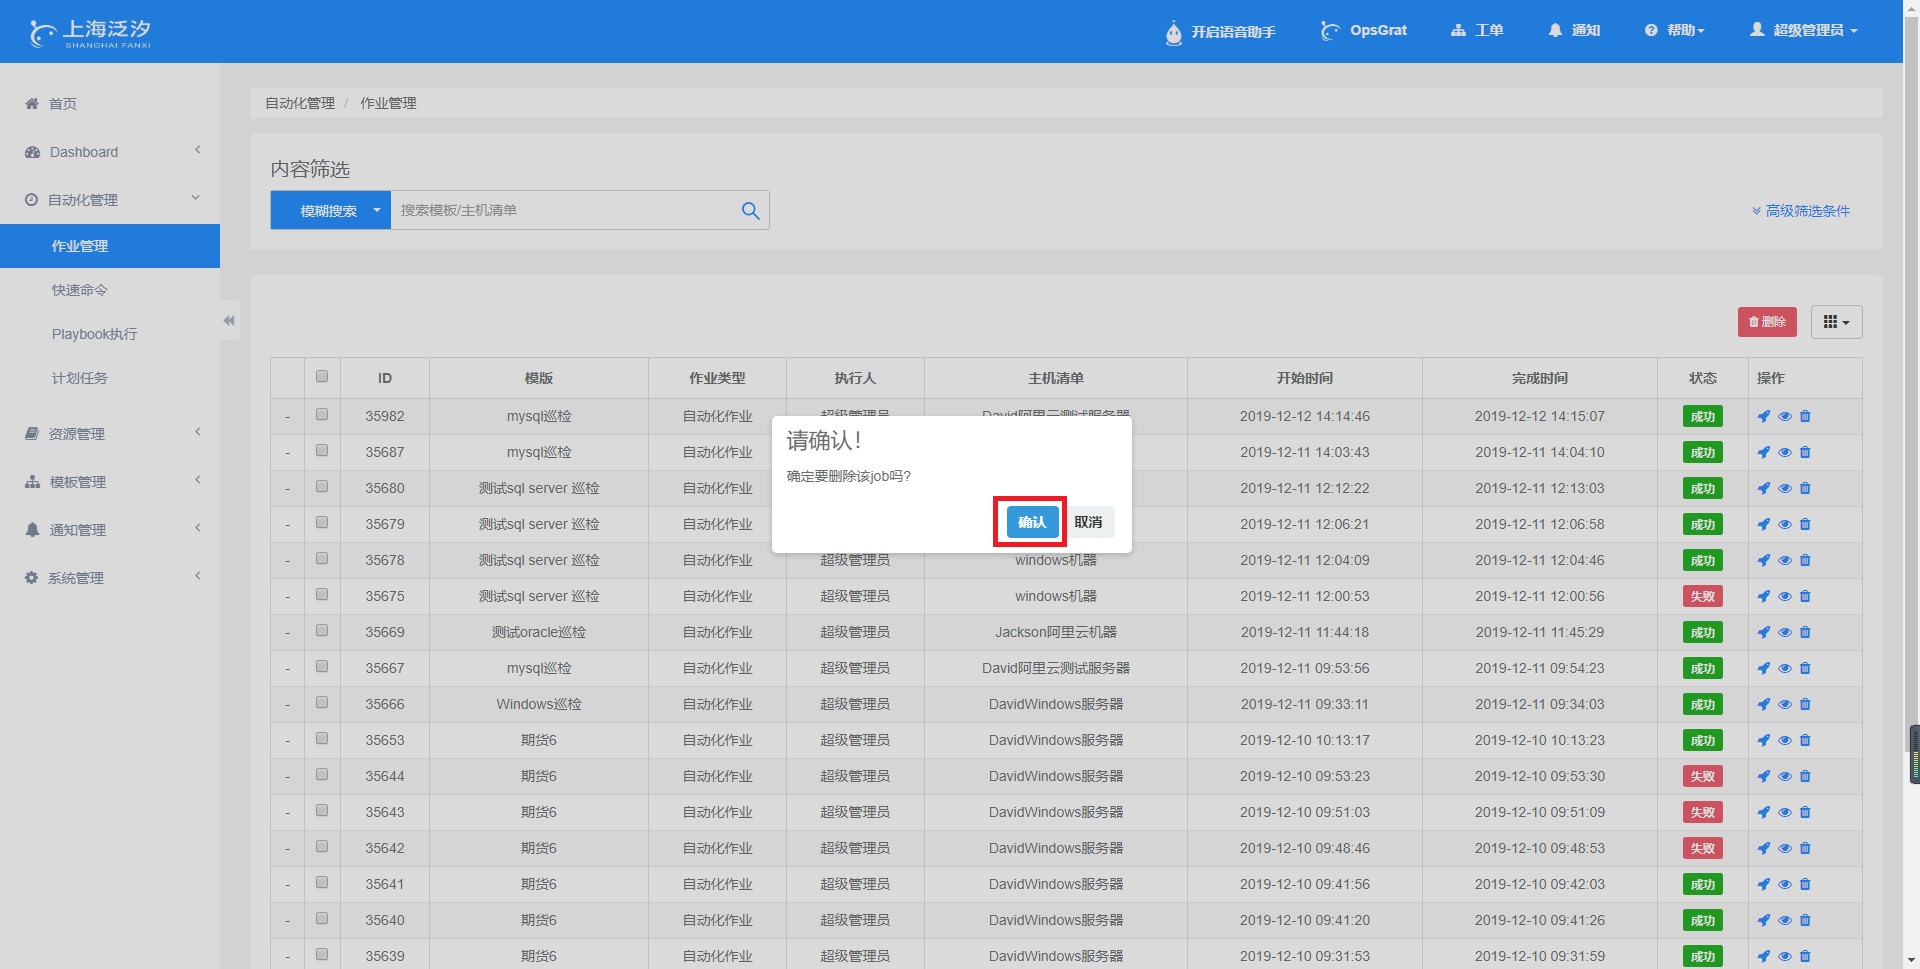 上海泛汐
SHANGHAI FANXI
开启语音助手 OpsGrat 工单 通知 帮助 超级管理员
首页
Dashboard
自动化管理
作业管理
快速命令
Playbook执行
计划任务
资源管理
模板管理
通知管理
系统管理
自动化管理 / 作业管理
内容筛选
模糊搜索 搜索模板/主机清单 高级筛选条件
删除
ID 模版 作业类型 执行人 主机清单 开始时间 完成时间 状态 操作
- 35982 mysql巡检 自动化作业 超级管理员 David阿里云测试服务器 2019-12-12 14:14:46 2019-12-12 14:15:07 成功
- 35687 mysql巡检 自动化作业 2019-12-11 14:03:43 2019-12-11 14:04:10 成功
- 35680 测试sql server 巡检 自动化作业 2019-12-11 12:12:22 2019-12-11 12:13:03 成功
- 35679 测试sql server 巡检 自动化作业 2019-12-11 12:06:21 2019-12-11 12:06:58 成功
- 35678 测试sql server 巡检 自动化作业 超级管理员 windows机器 2019-12-11 12:04:09 2019-12-11 12:04:46 成功
- 35675 测试sql server 巡检 自动化作业 超级管理员 windows机器 2019-12-11 12:00:53 2019-12-11 12:00:56 失败
- 35669 测试oracle巡检 自动化作业 超级管理员 Jackson阿里云机器 2019-12-11 11:44:18 2019-12-11 11:45:29 成功
- 35667 mysql巡检 自动化作业 超级管理员 David阿里云测试服务器 2019-12-11 09:53:56 2019-12-11 09:54:23 成功
- 35666 Windows巡检 自动化作业 超级管理员 DavidWindows服务器 2019-12-11 09:33:11 2019-12-11 09:34:03 成功
- 35653 期货6 自动化作业 超级管理员 DavidWindows服务器 2019-12-10 10:13:17 2019-12-10 10:13:23 成功
- 35644 期货6 自动化作业 超级管理员 DavidWindows服务器 2019-12-10 09:53:23 2019-12-10 09:53:30 失败
- 35643 期货6 自动化作业 超级管理员 DavidWindows服务器 2019-12-10 09:51:03 2019-12-10 09:51:09 失败
- 35642 期货6 自动化作业 超级管理员 DavidWindows服务器 2019-12-10 09:48:46 2019-12-10 09:48:53 失败
- 35641 期货6 自动化作业 超级管理员 DavidWindows服务器 2019-12-10 09:41:56 2019-12-10 09:42:03 成功
- 35640 期货6 自动化作业 超级管理员 DavidWindows服务器 2019-12-10 09:41:20 2019-12-10 09:41:26 成功
- 35639 期货6 自动化作业 超级管理员 DavidWindows服务器 2019-12-10 09:31:53 2019-12-10 09:31:59 成功
请确认！
确定要删除该job吗?
确认 取消